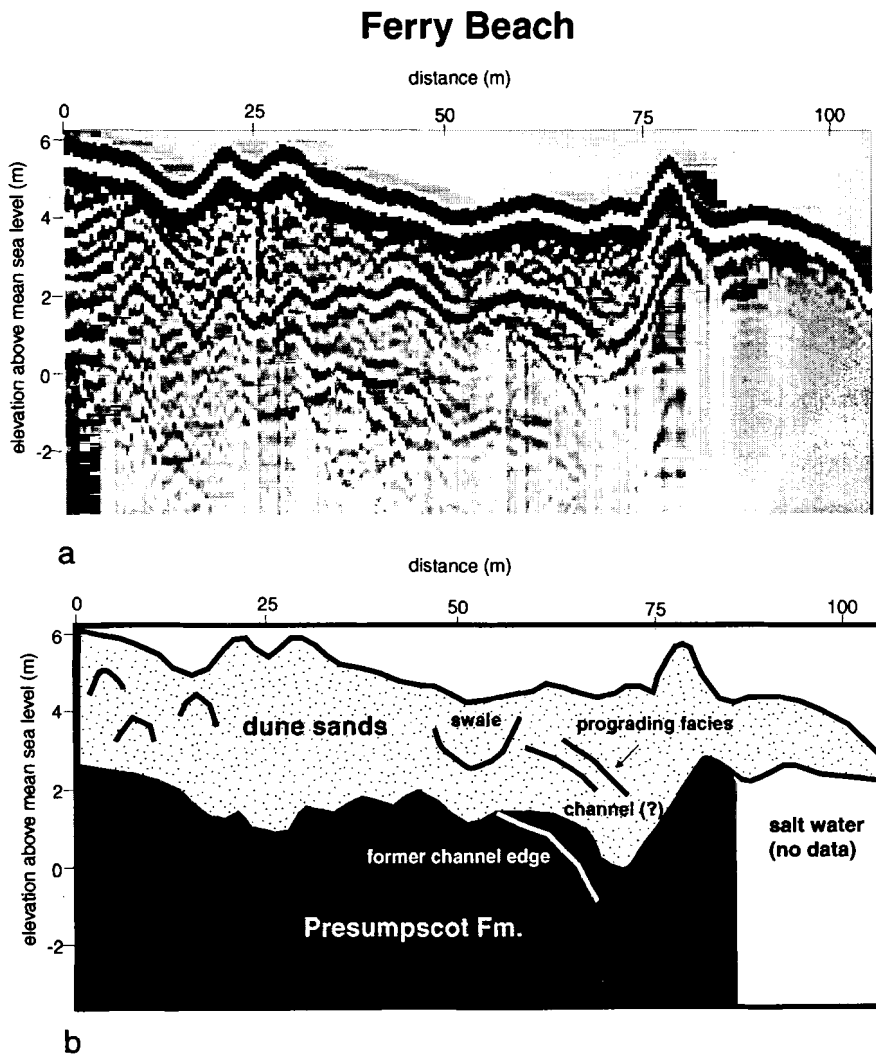 Ferry Beach
distance (m)
0 25 50 75 100
elevation above mean sea level (m)
6
4
2
0
-2
a
distance (m)
0 25 50 75 100
elevation above mean sea level (m)
6
4
2
0
-2
dune sands
swale
prograding facies
channel (?)
former channel edge
salt water
(no data)
Presumpscot Fm.
b